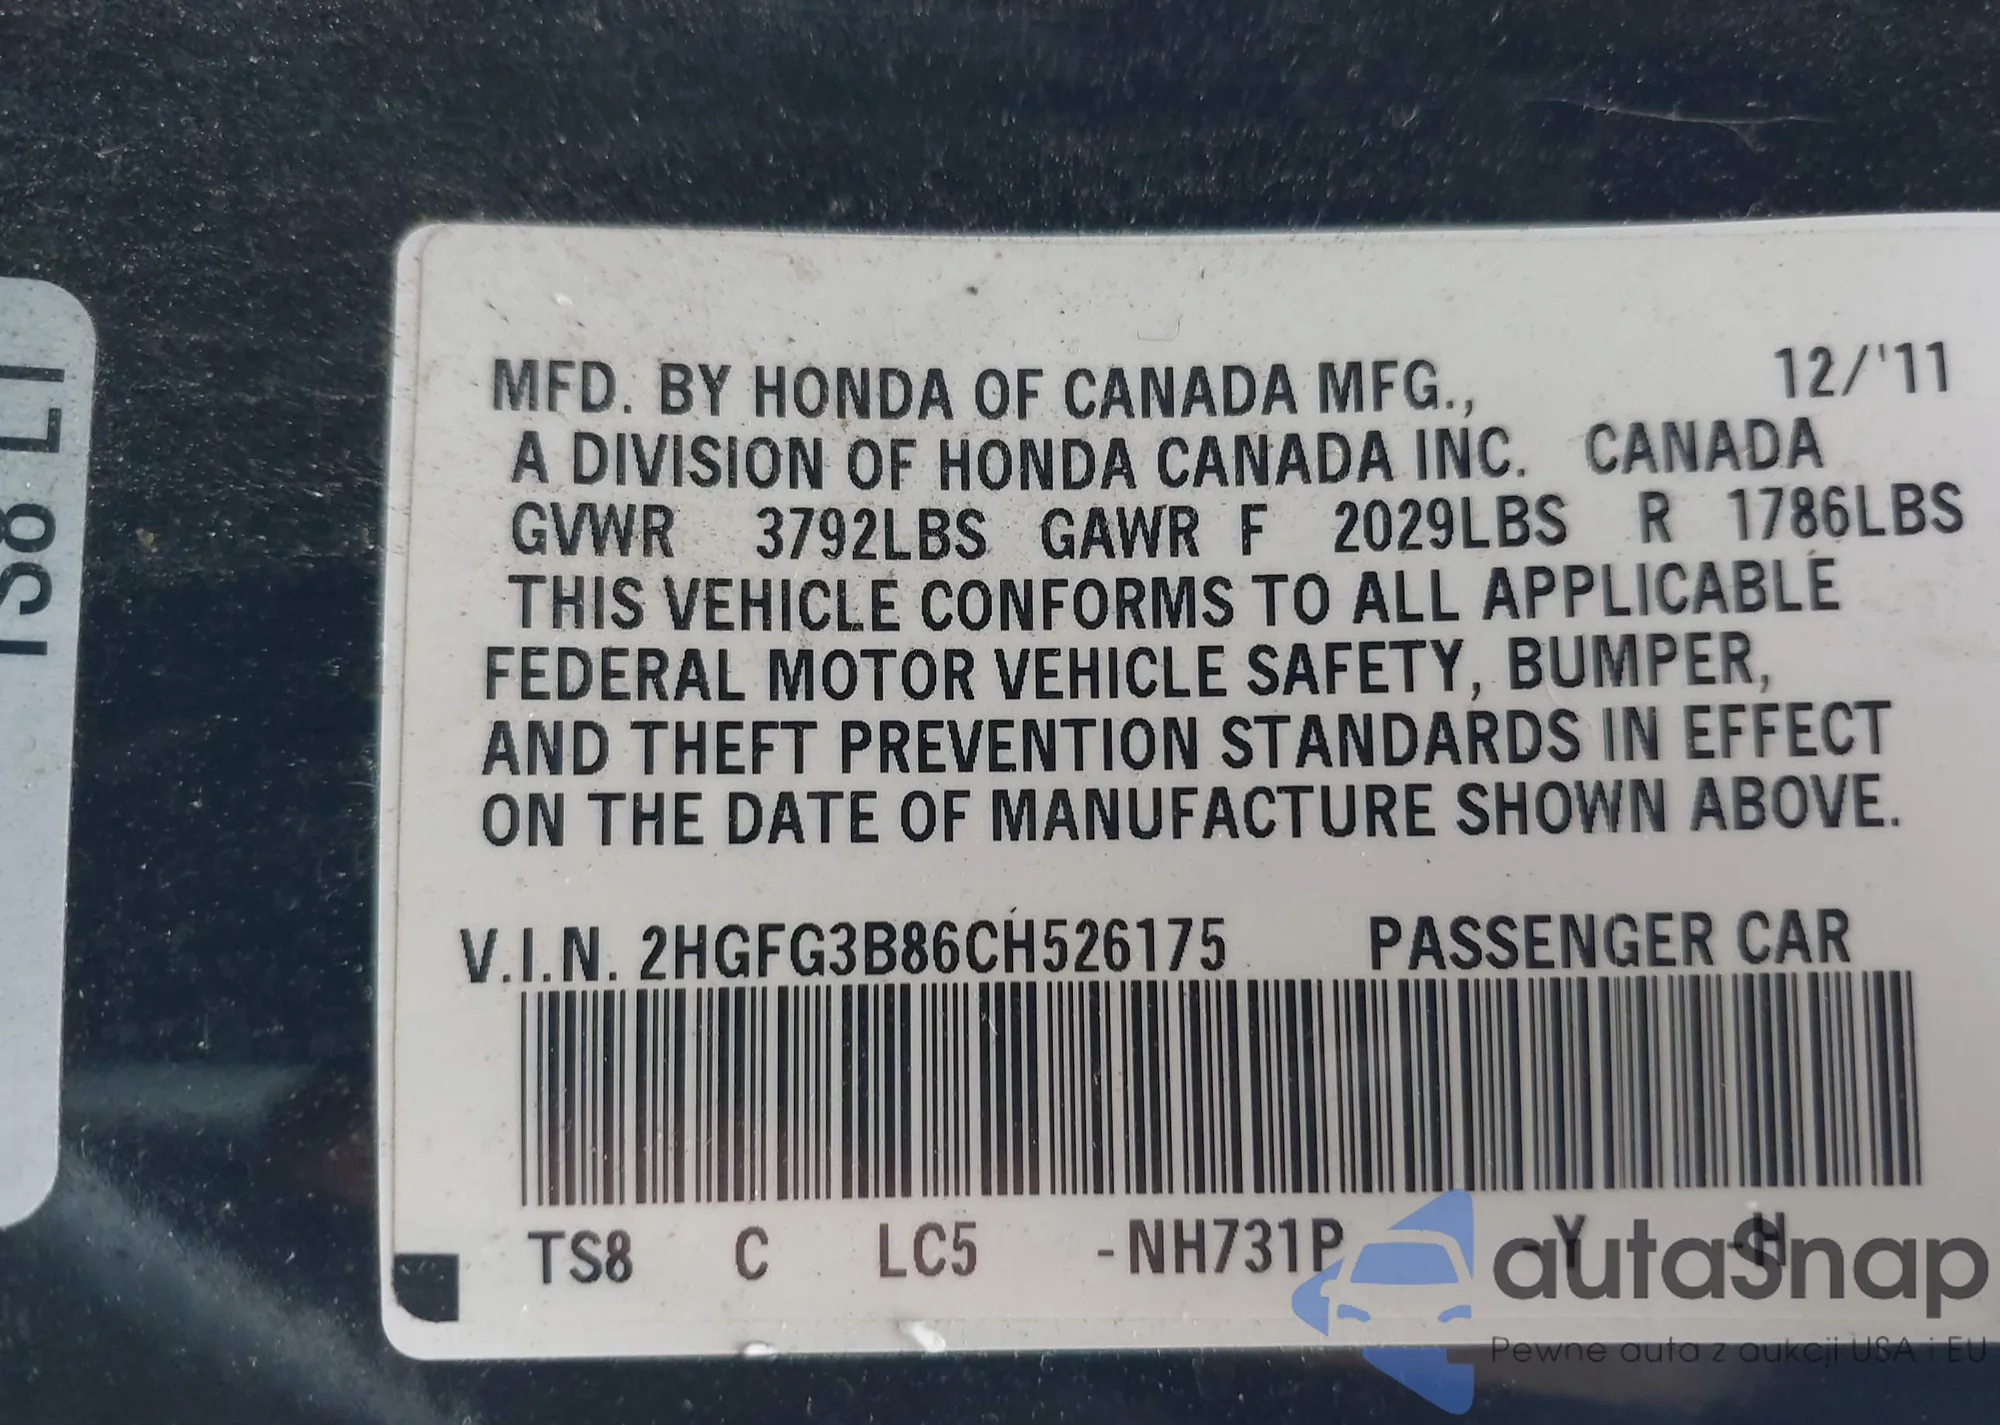 TS8 LT
MFD. BY HONDA OF CANADA MFG., 12/'11
A DIVISION OF HONDA CANADA INC. CANADA
GVWR 3792LBS GAWR F 2029LBS R 1786LBS
THIS VEHICLE CONFORMS TO ALL APPLICABLE
FEDERAL MOTOR VEHICLE SAFETY, BUMPER,
AND THEFT PREVENTION STANDARDS IN EFFECT
ON THE DATE OF MANUFACTURE SHOWN ABOVE.
V.I.N. 2HGFG3B86CH526175 PASSENGER CAR
TS8 C LC5 -NH731P -Y -H
autasnap
Pewne auta z aukcji USA i EU